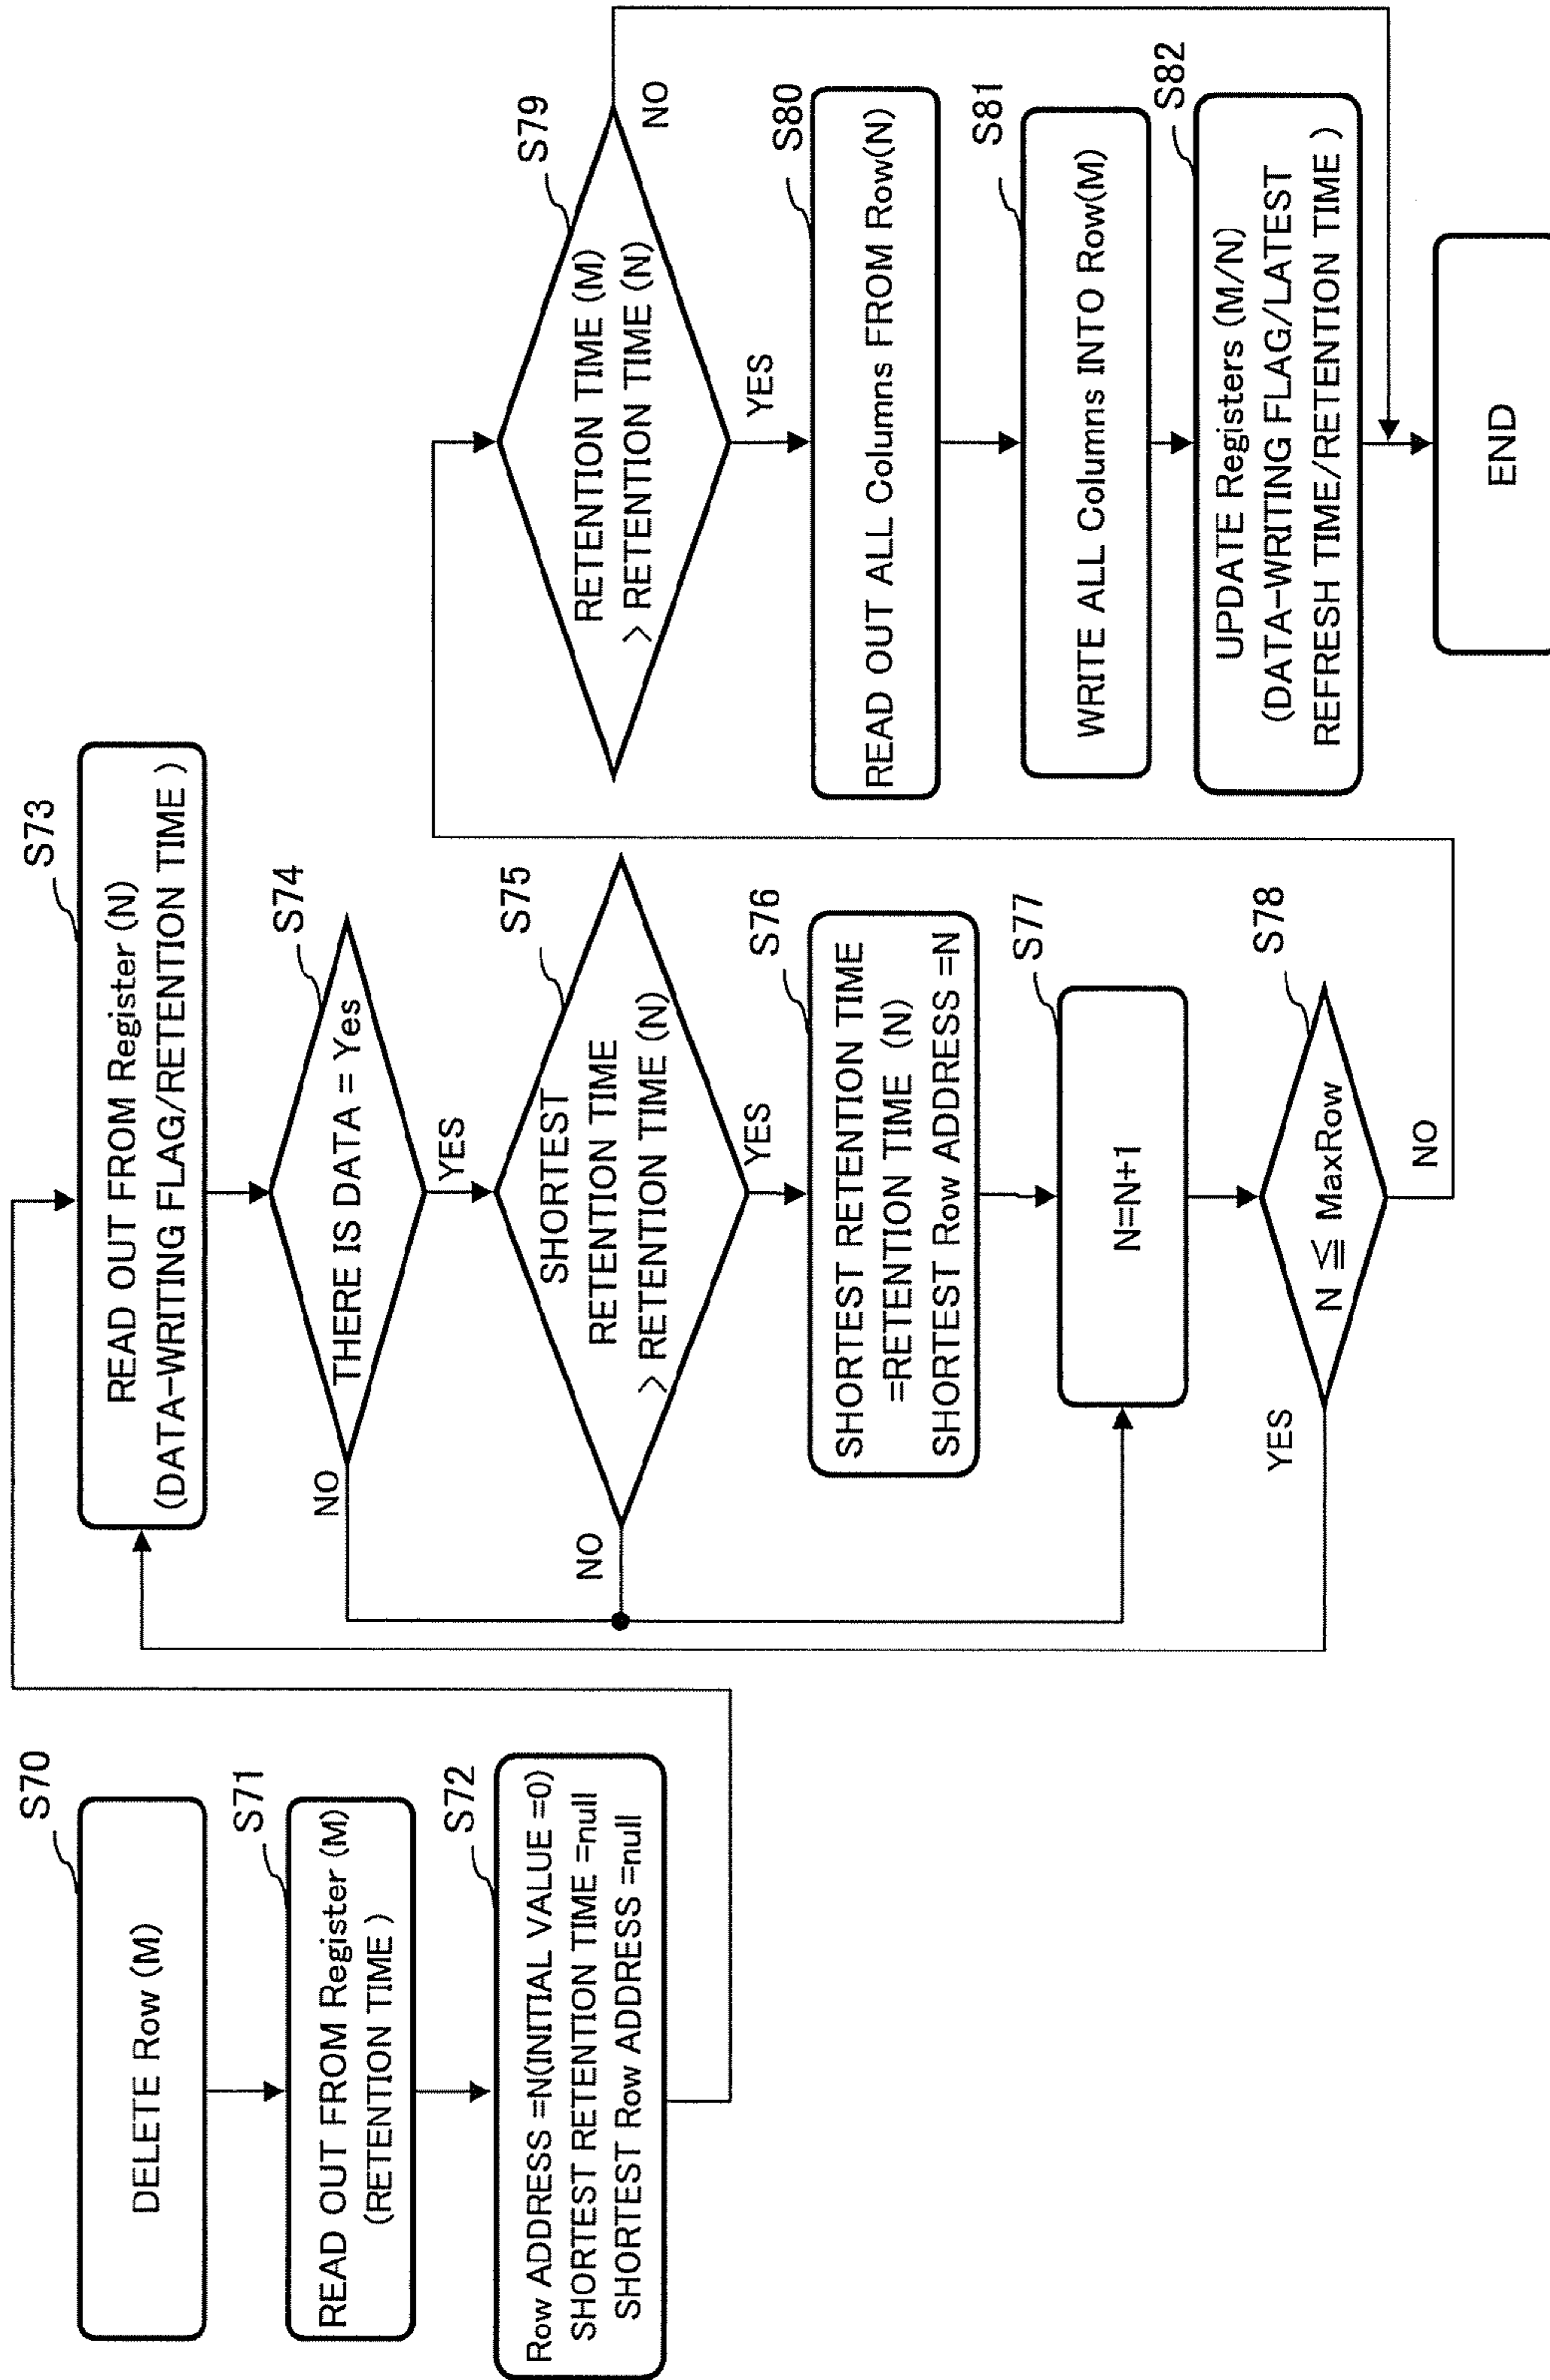 S70
DELETE Row (M)
S71
READ OUT FROM Register (M)
(RETENTION TIME )
S72
Row ADDRESS =N(INITIAL VALUE =0)
SHORTEST RETENTION TIME =null
SHORTEST Row ADDRESS =null
S73
READ OUT FROM Register (N)
(DATA-WRITING FLAG/RETENTION TIME )
S74
THERE IS DATA = Yes
NO
YES
S75
SHORTEST
RETENTION TIME
> RETENTION TIME (N)
NO
YES
S76
SHORTEST RETENTION TIME
=RETENTION TIME (N)
SHORTEST Row ADDRESS =N
S77
N=N+1
S78
N ≦ MaxRow
YES
NO
S79
RETENTION TIME (M)
> RETENTION TIME (N)
NO
YES
S80
READ OUT ALL Columns FROM Row(N)
S81
WRITE ALL Columns INTO Row(M)
S82
UPDATE Registers (M/N)
(DATA-WRITING FLAG/LATEST
REFRESH TIME/RETENTION TIME )
END